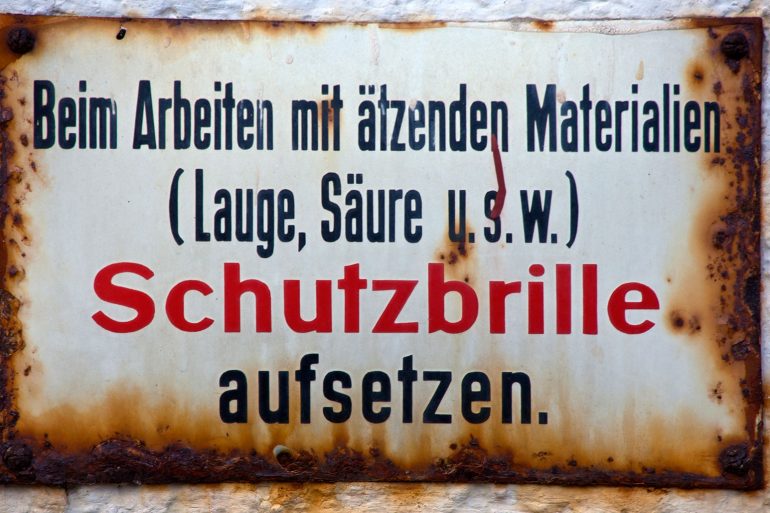 Beim Arbeiten mit ätzenden Materialien
(Lauge, Säure u.s.w.)
Schutzbrille
aufsetzen.